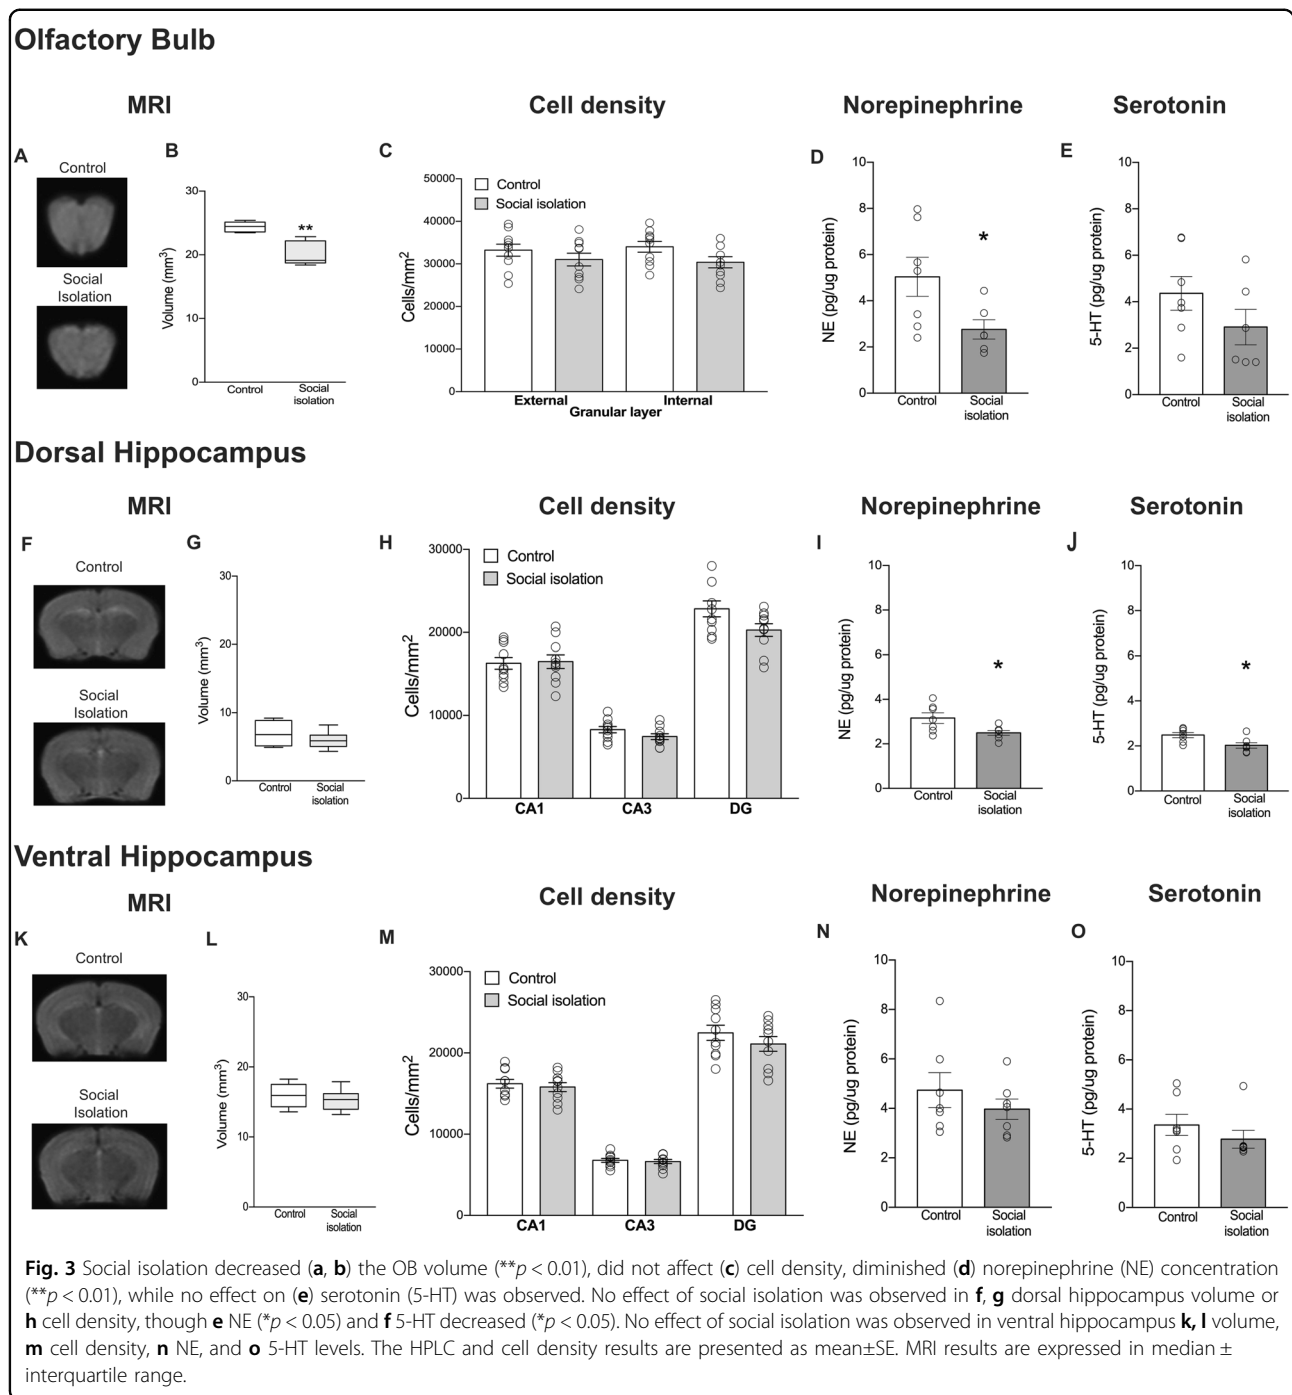 Olfactory Bulb
MRI
Cell density
Norepinephrine
Serotonin
A
Control
Social
Isolation
B
Volume (mm³)
30
20
10
0
**
Control
Social
isolation
C
Cells/mm²
50000
40000
30000
20000
10000
0
Control
Social isolation
External
Internal
Granular layer
D
NE (pg/ug protein)
10
8
6
4
2
0
*
Control
Social
isolation
E
5-HT (pg/ug protein)
10
8
6
4
2
0
Control
Social
isolation
Dorsal Hippocampus
MRI
Cell density
Norepinephrine
Serotonin
F
Control
Social
Isolation
G
Volume (mm³)
30
20
10
0
Control
Social
isolation
H
Cells/mm²
30000
20000
10000
0
Control
Social isolation
CA1
CA3
DG
I
NE (pg/ug protein)
10
8
6
4
2
0
*
Control
Social
isolation
J
5-HT (pg/ug protein)
10
8
6
4
2
0
*
Control
Social
isolation
Ventral Hippocampus
MRI
Cell density
Norepinephrine
Serotonin
K
Control
Social
Isolation
L
Volume (mm³)
30
20
10
0
Control
Social
isolation
M
Cells/mm²
30000
20000
10000
0
Control
Social isolation
CA1
CA3
DG
N
NE (pg/ug protein)
10
8
6
4
2
0
Control
Social
isolation
O
5-HT (pg/ug protein)
10
8
6
4
2
0
Control
Social
isolation
Fig. 3 Social isolation decreased (a, b) the OB volume (**p < 0.01), did not affect (c) cell density, diminished (d) norepinephrine (NE) concentration
(**p < 0.01), while no effect on (e) serotonin (5-HT) was observed. No effect of social isolation was observed in f, g dorsal hippocampus volume or
h cell density, though e NE (*p < 0.05) and f 5-HT decreased (*p < 0.05). No effect of social isolation was observed in ventral hippocampus k, l volume,
m cell density, n NE, and o 5-HT levels. The HPLC and cell density results are presented as mean±SE. MRI results are expressed in median ±
interquartile range.